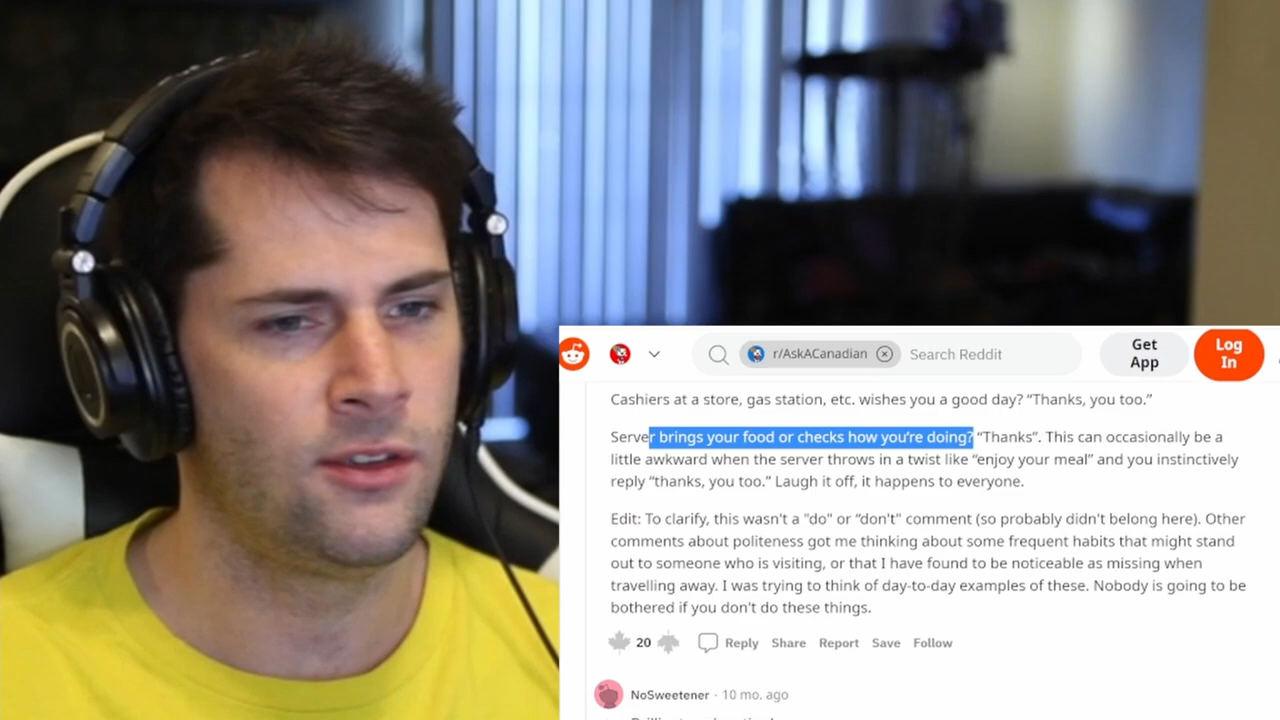 r/AskACanadian
Search Reddit
Get
App
Log
In
Cashiers at a store, gas station, etc. wishes you a good day? “Thanks, you too.”
Server brings your food or checks how you’re doing? “Thanks”. This can occasionally be a
little awkward when the server throws in a twist like “enjoy your meal” and you instinctively
reply “thanks, you too.” Laugh it off, it happens to everyone.
Edit: To clarify, this wasn't a "do" or “don't" comment (so probably didn't belong here). Other
comments about politeness got me thinking about some frequent habits that might stand
out to someone who is visiting, or that I have found to be noticeable as missing when
travelling away. I was trying to think of day-to-day examples of these. Nobody is going to be
bothered if you don't do these things.
20 Reply Share Report Save Follow
NoSweetener · 10 mo. ago